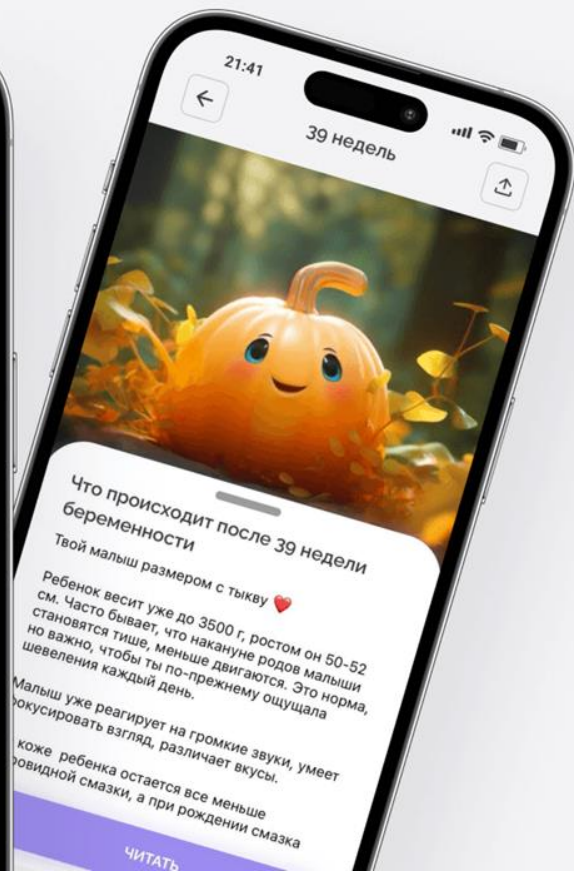 21:41
39 недель
Что происходит после 39 недели
беременности
Твой малыш размером с тыкву ❤️
Ребенок весит уже до 3500 г, ростом он 50-52
см. Часто бывает, что накануне родов малыши
становятся тише, меньше двигаются. Это норма,
но важно, чтобы ты по-прежнему ощущала
шевеления каждый день.
Малыш уже реагирует на громкие звуки, умеет
фокусировать взгляд, различает вкусы.
коже ребенка остается все меньше
смазки, а при рождении смазка
ЧИТАТЬ